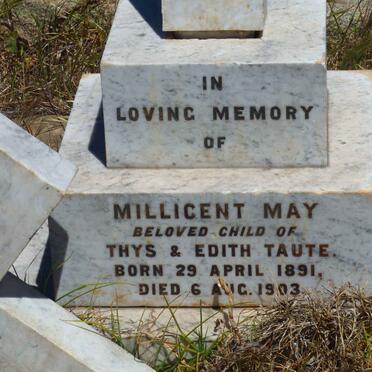 IN
LOVING MEMORY
OF
MILLICENT MAY
BELOVED CHILD OF
THYS & EDITH TAUTE.
BORN 29 APRIL 1891,
DIED 6 AUG. 1903.